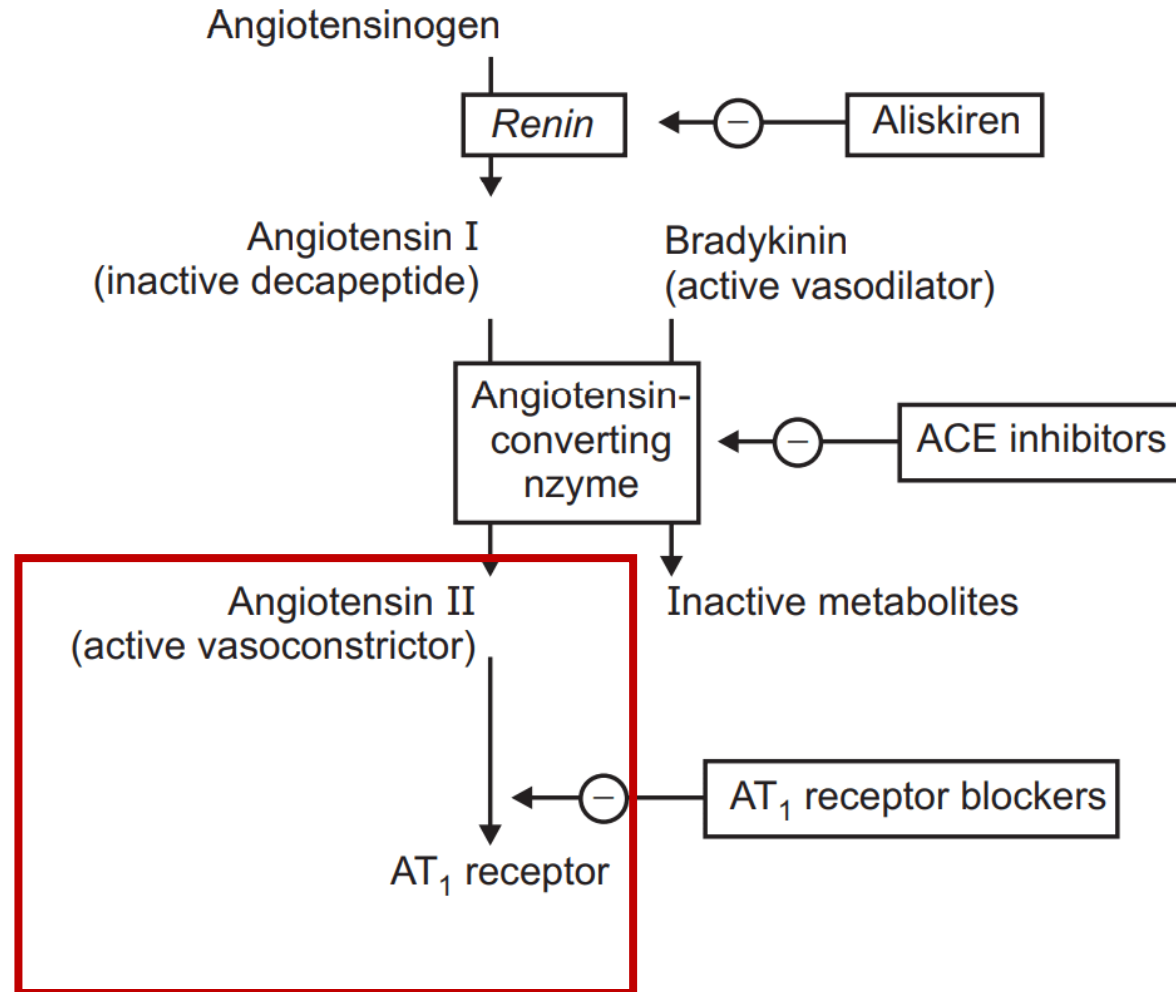 Angiotensinogen
Renin
−
Aliskiren
Angiotensin I
(inactive decapeptide)
Bradykinin
(active vasodilator)
Angiotensin-
converting
nzyme
−
ACE inhibitors
Angiotensin II
(active vasoconstrictor)
Inactive metabolites
−
AT₁ receptor blockers
AT₁ receptor